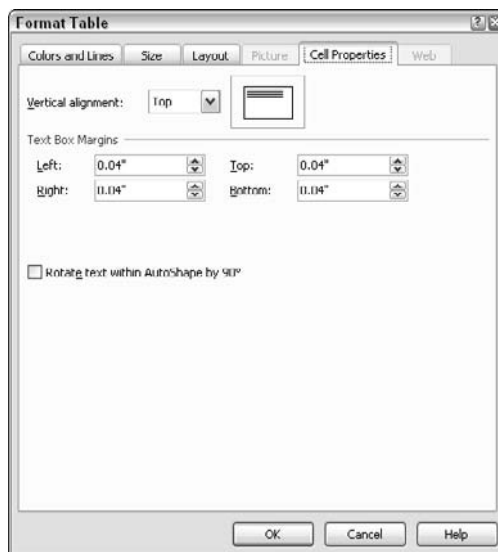 Format Table
Colors and Lines Size Layout Picture Cell Properties Web
Vertical alignment: Top
Text Box Margins
Left: 0.04" Top: 0.04"
Right: 0.04" Bottom: 0.04"
Rotate text within AutoShape by 90°
OK Cancel Help